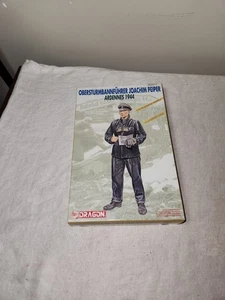 OBERSTURMBANNFÜHRER JOACHIM PEIPER
ARDENNES 1944
DRAGON